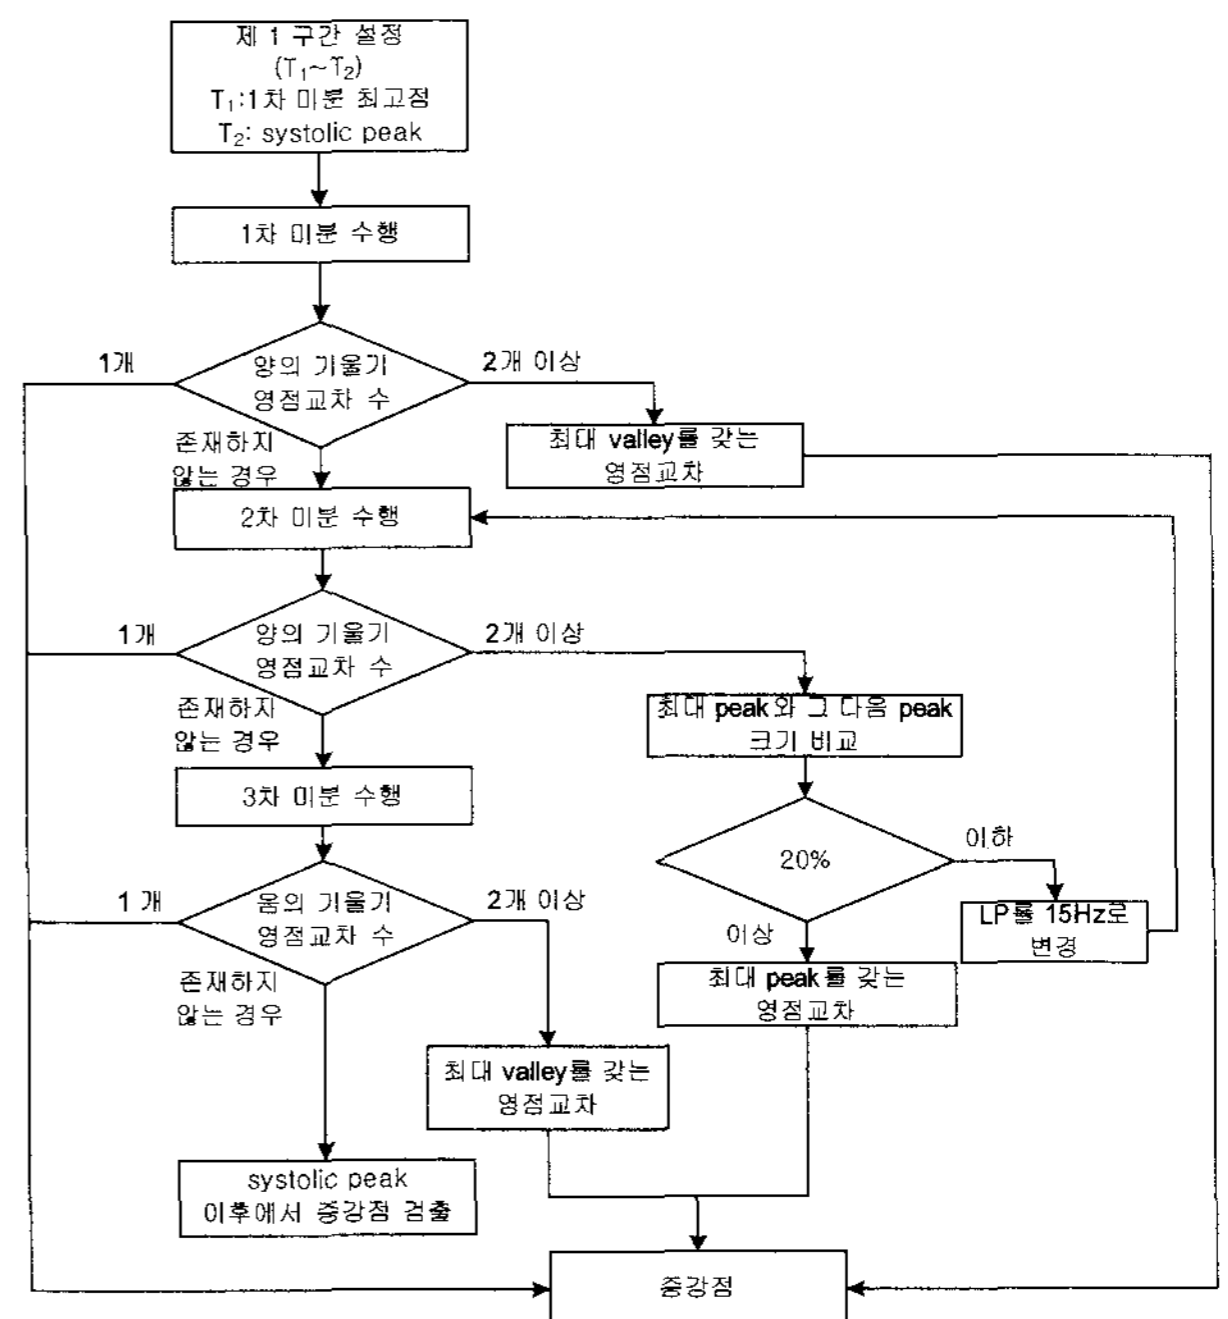 제 1 구간 설정
(T₁~T₂)
T₁:1차 미분 최고점
T₂: systolic peak
1차 미분 수행
1개
양의 기울기
영점교차 수
2개 이상
존재하지
않는 경우
최대 valley를 갖는
영점교차
2차 미분 수행
1개
양의 기울기
영점교차 수
2개 이상
존재하지
않는 경우
최대 peak와 그 다음 peak
크기 비교
3차 미분 수행
20%
이하
1 개
음의 기울기
영점교차 수
2개 이상
LP를 15Hz로
변경
이상
존재하지
않는 경우
최대 peak를 갖는
영점교차
최대 valley를 갖는
영점교차
systolic peak
이후에서 증강점 검출
증강점